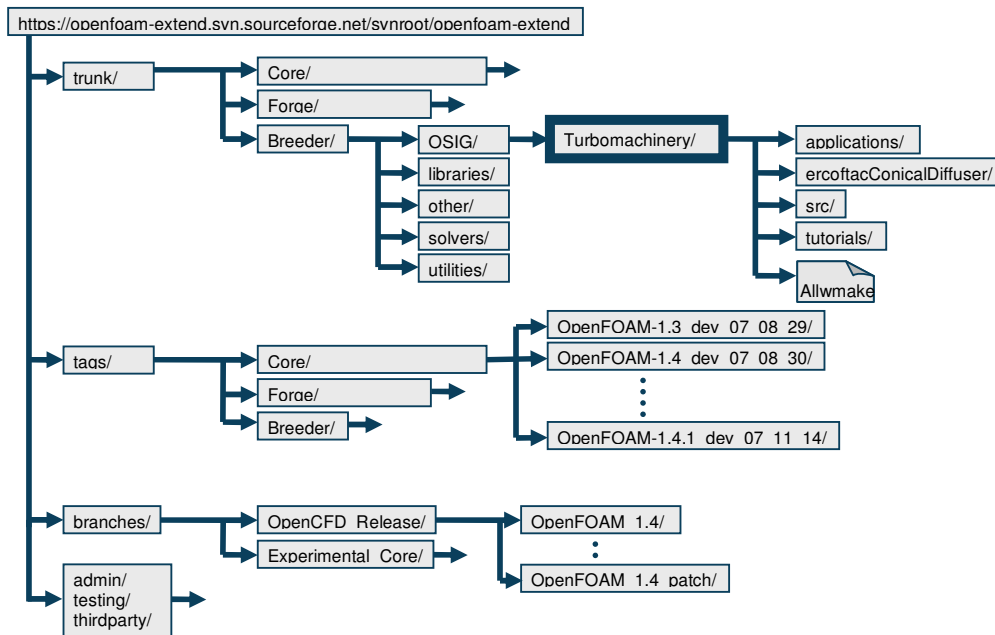 https://openfoam-extend.svn.sourceforge.net/svnroot/openfoam-extend
trunk/
Core/
Forge/
Breeder/
OSIG/
libraries/
other/
solvers/
utilities/
Turbomachinery/
applications/
ercoftacConicalDiffuser/
src/
tutorials/
Allwmake
tags/
Core/
Forge/
Breeder/
OpenFOAM-1.3_dev_07_08_29/
OpenFOAM-1.4_dev_07_08_30/
OpenFOAM-1.4.1_dev_07_11_14/
branches/
OpenCFD_Release/
Experimental_Core/
OpenFOAM_1.4/
OpenFOAM_1.4_patch/
admin/
testing/
thirdparty/